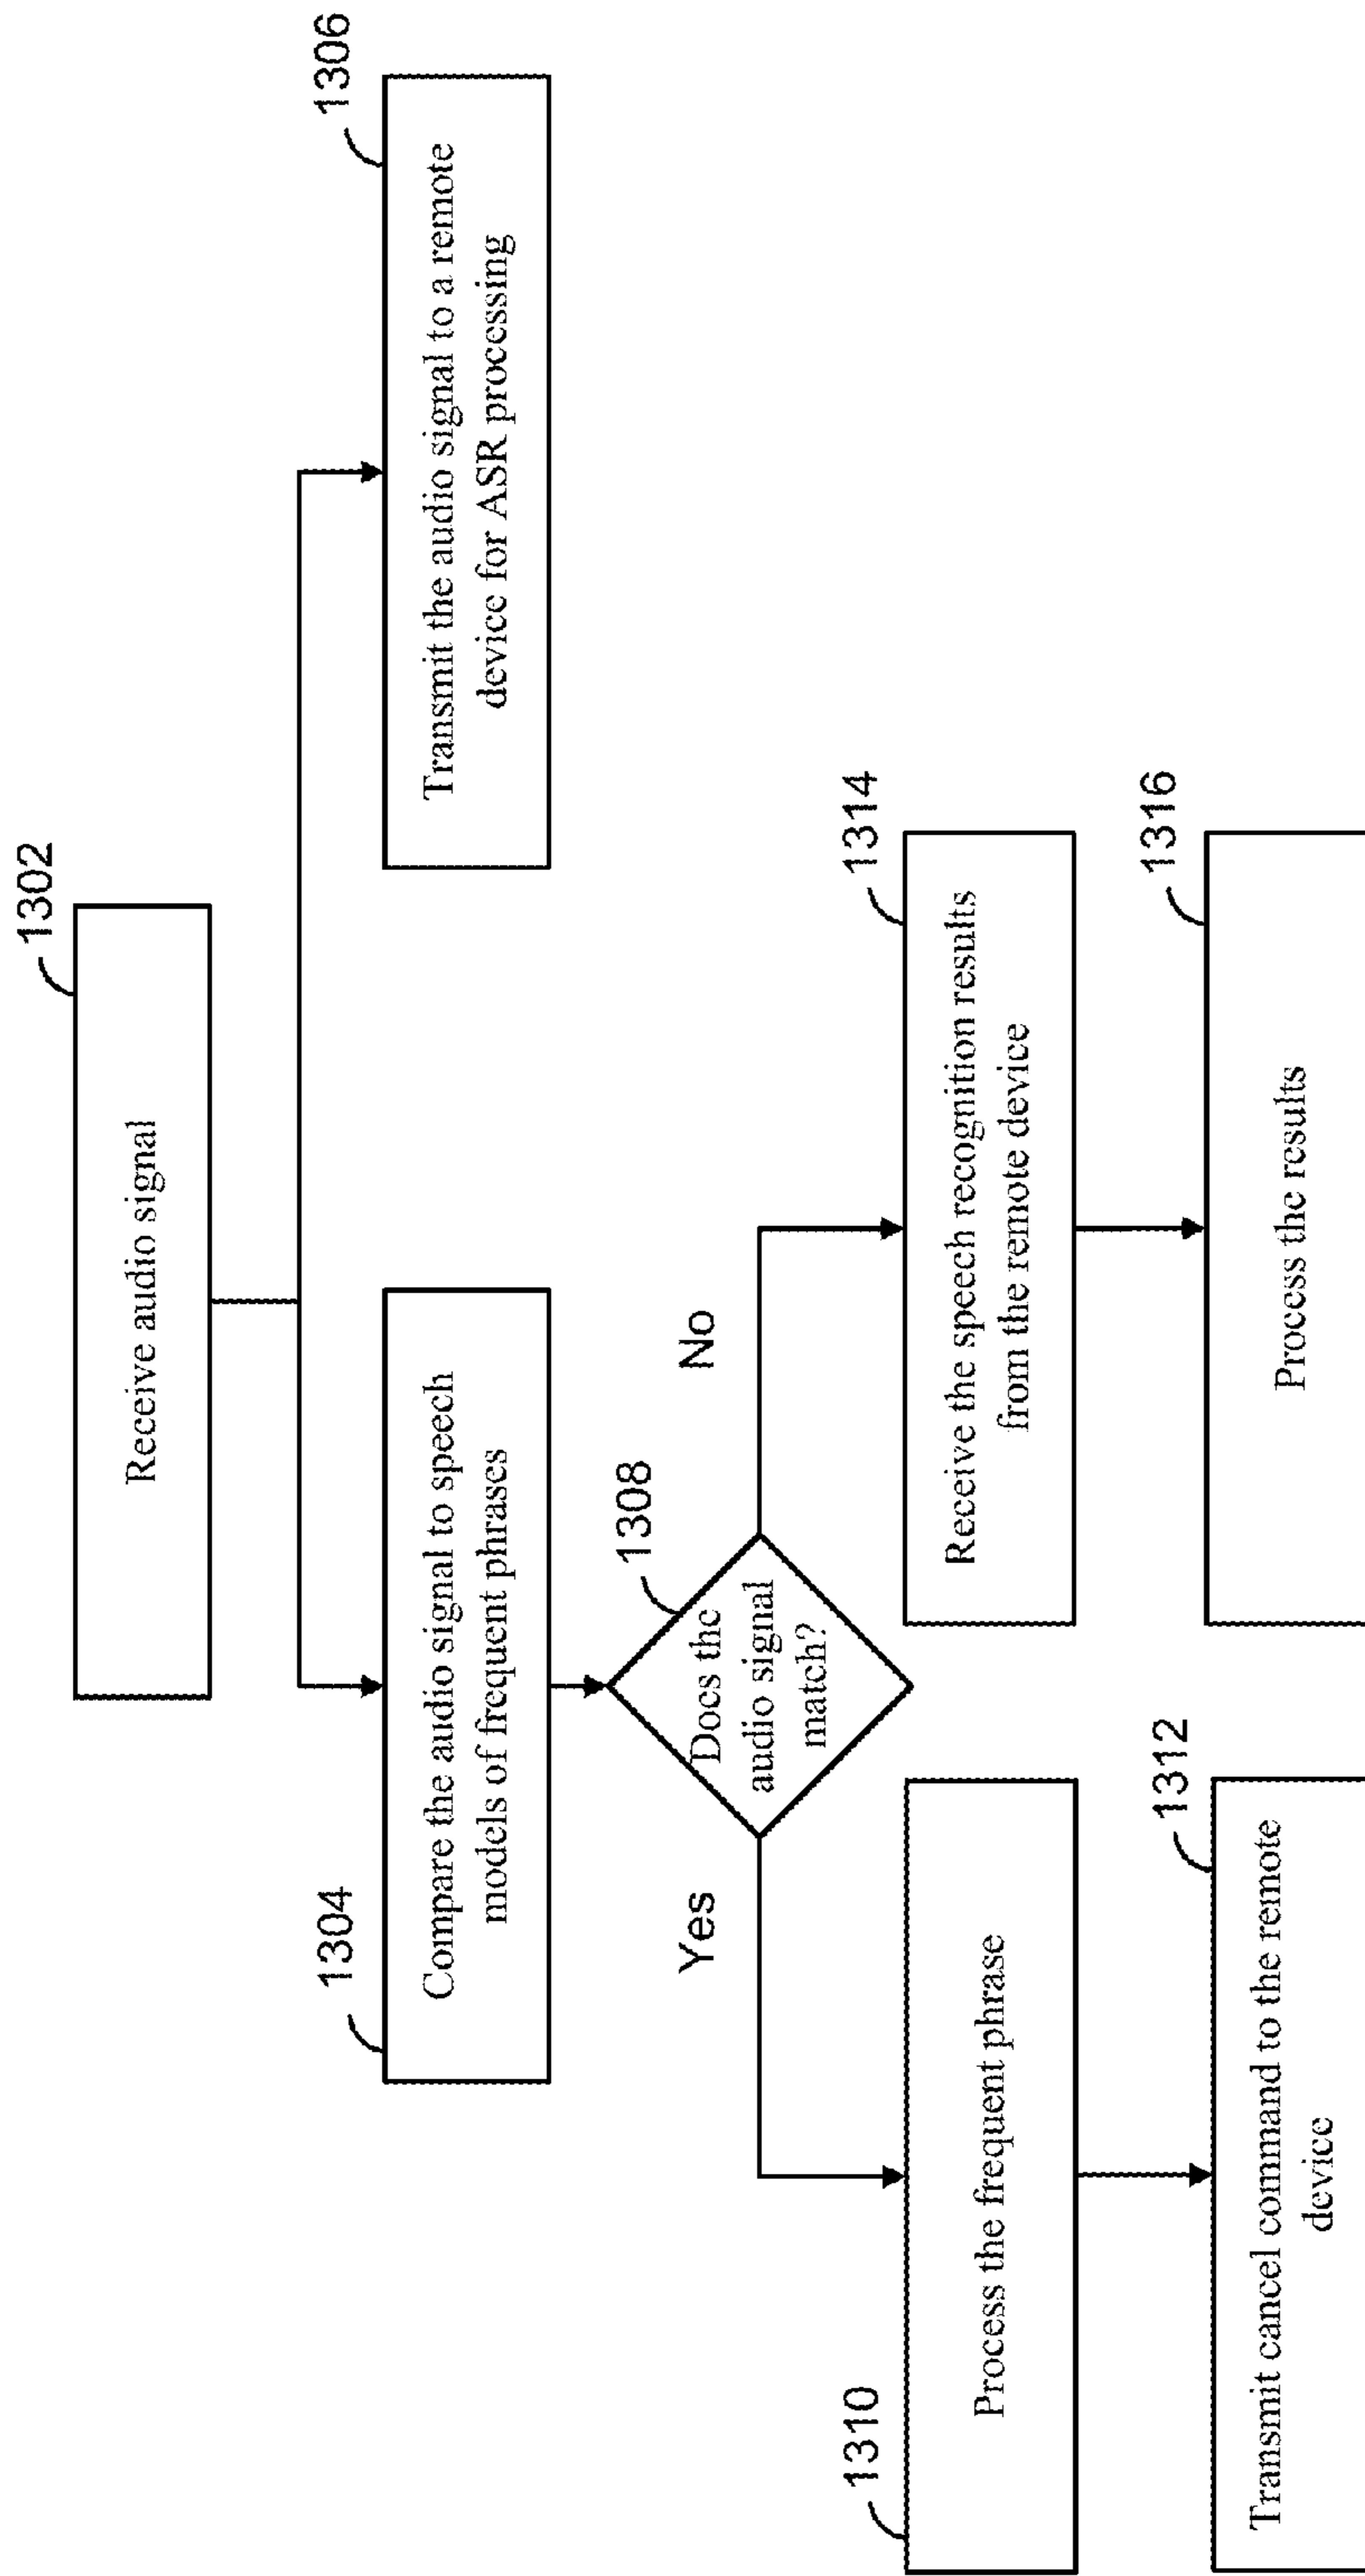 1302
Receive audio signal
1304
Compare the audio signal to speech
models of frequent phrases
1306
Transmit the audio signal to a remote
device for ASR processing
1308
Does the
audio signal
match?
Yes
No
1310
Process the frequent phrase
1312
Transmit cancel command to the remote
device
1314
Receive the speech recognition results
from the remote device
1316
Process the results